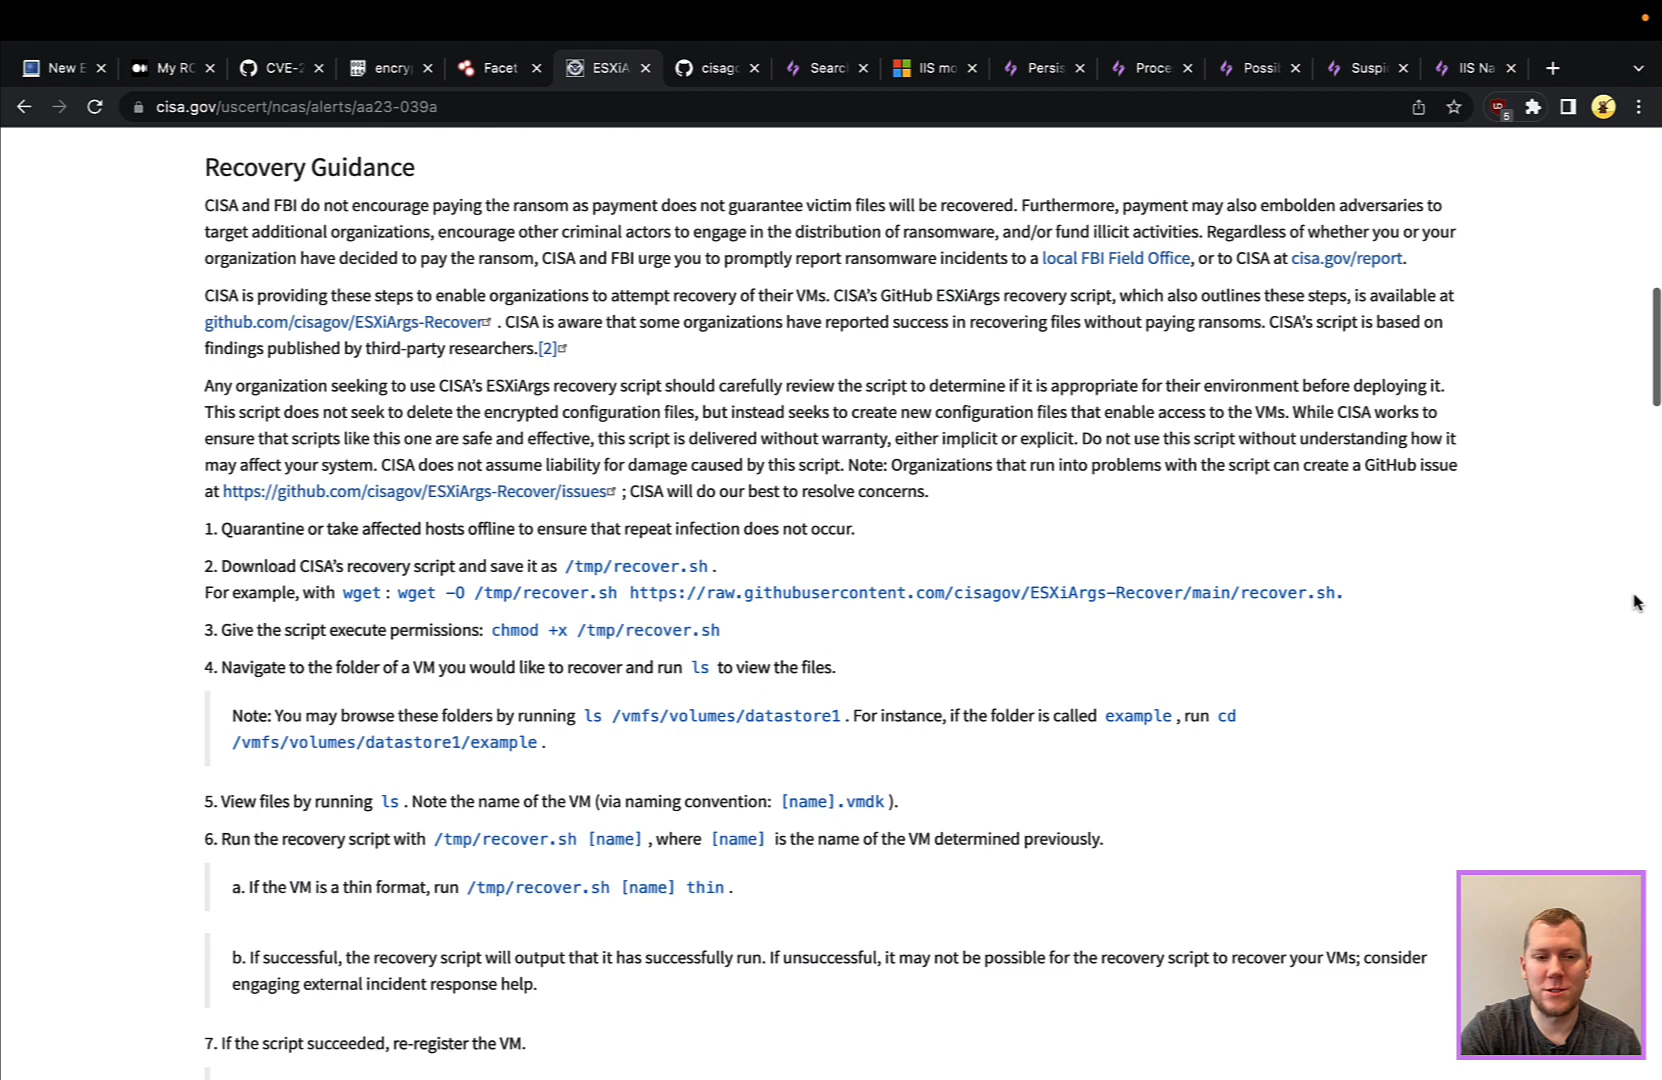 New E
My RC
CVE-2
encry
Facet
ESXiA
cisago
Search
IIS mo
Persis
Proce
Possib
Suspi
IIS Na
cisa.gov/uscert/ncas/alerts/aa23-039a
5
Recovery Guidance
CISA and FBI do not encourage paying the ransom as payment does not guarantee victim files will be recovered. Furthermore, payment may also embolden adversaries to
target additional organizations, encourage other criminal actors to engage in the distribution of ransomware, and/or fund illicit activities. Regardless of whether you or your
organization have decided to pay the ransom, CISA and FBI urge you to promptly report ransomware incidents to a local FBI Field Office, or to CISA at cisa.gov/report.
CISA is providing these steps to enable organizations to attempt recovery of their VMs. CISA's GitHub ESXiArgs recovery script, which also outlines these steps, is available at
github.com/cisagov/ESXiArgs-Recover . CISA is aware that some organizations have reported success in recovering files without paying ransoms. CISA's script is based on
findings published by third-party researchers.[2]
Any organization seeking to use CISA's ESXiArgs recovery script should carefully review the script to determine if it is appropriate for their environment before deploying it.
This script does not seek to delete the encrypted configuration files, but instead seeks to create new configuration files that enable access to the VMs. While CISA works to
ensure that scripts like this one are safe and effective, this script is delivered without warranty, either implicit or explicit. Do not use this script without understanding how it
may affect your system. CISA does not assume liability for damage caused by this script. Note: Organizations that run into problems with the script can create a GitHub issue
at https://github.com/cisagov/ESXiArgs-Recover/issues ; CISA will do our best to resolve concerns.
1. Quarantine or take affected hosts offline to ensure that repeat infection does not occur.
2. Download CISA's recovery script and save it as /tmp/recover.sh .
For example, with wget : wget -O /tmp/recover.sh https://raw.githubusercontent.com/cisagov/ESXiArgs-Recover/main/recover.sh.
3. Give the script execute permissions: chmod +x /tmp/recover.sh
4. Navigate to the folder of a VM you would like to recover and run ls to view the files.
Note: You may browse these folders by running ls /vmfs/volumes/datastore1 . For instance, if the folder is called example , run cd
/vmfs/volumes/datastore1/example .
5. View files by running ls . Note the name of the VM (via naming convention: [name].vmdk ).
6. Run the recovery script with /tmp/recover.sh [name] , where [name] is the name of the VM determined previously.
a. If the VM is a thin format, run /tmp/recover.sh [name] thin .
b. If successful, the recovery script will output that it has successfully run. If unsuccessful, it may not be possible for the recovery script to recover your VMs; consider
engaging external incident response help.
7. If the script succeeded, re-register the VM.